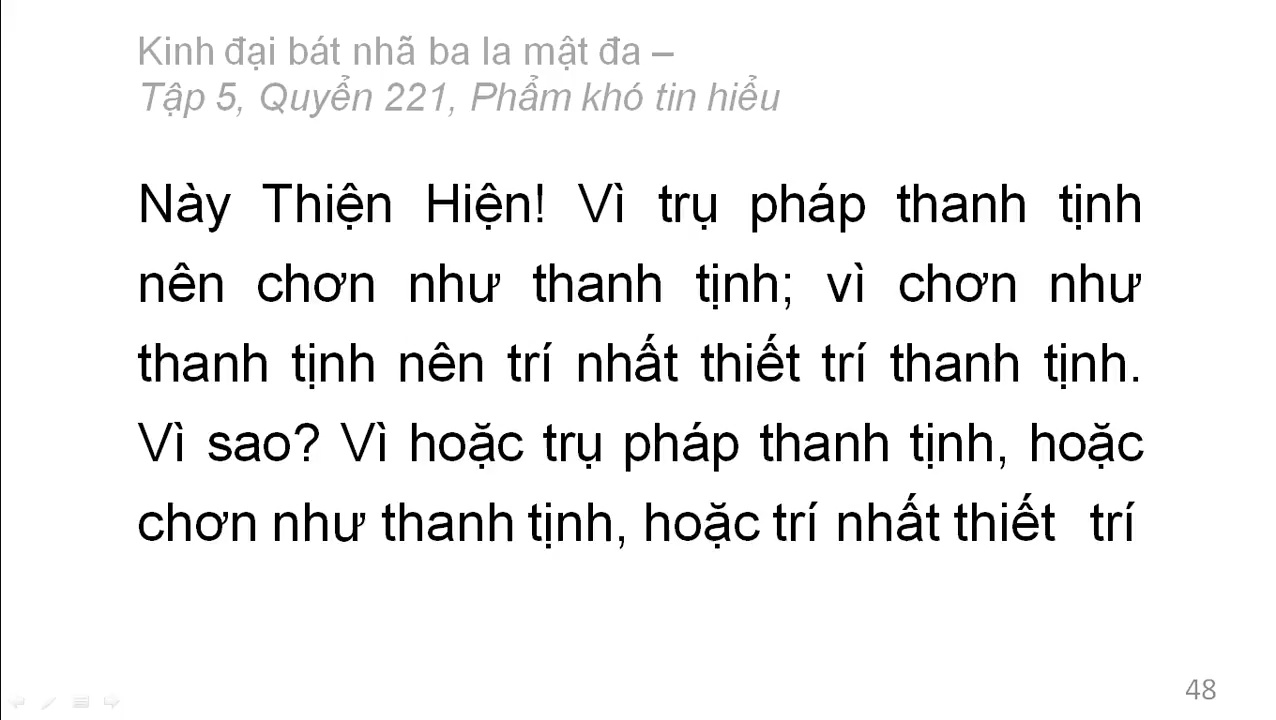 Kinh đại bát nhã ba la mật đa –
Tập 5, Quyển 221, Phẩm khó tin hiểu
Này Thiện Hiện! Vì trụ pháp thanh tịnh
nên chơn như thanh tịnh; vì chơn như
thanh tịnh nên trí nhất thiết trí thanh tịnh.
Vì sao? Vì hoặc trụ pháp thanh tịnh, hoặc
chơn như thanh tịnh, hoặc trí nhất thiết trí
48